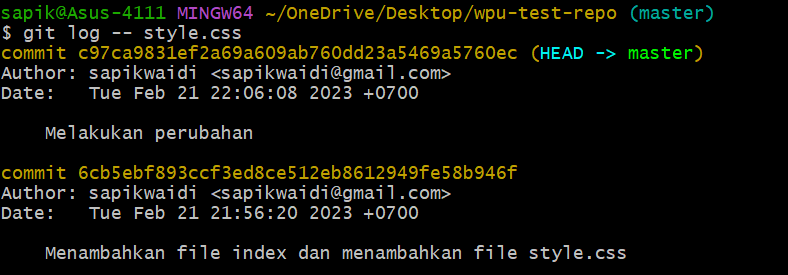 sapik@Asus-4111 MINGW64 ~/OneDrive/Desktop/wpu-test-repo (master)
$ git log -- style.css
commit c97ca9831ef2a69a609ab760dd23a5469a5760ec (HEAD -> master)
Author: sapikwaidi <sapikwaidi@gmail.com>
Date:   Tue Feb 21 22:06:08 2023 +0700
    Melakukan perubahan
commit 6cb5ebf893ccf3ed8ce512eb8612949fe58b946f
Author: sapikwaidi <sapikwaidi@gmail.com>
Date:   Tue Feb 21 21:56:20 2023 +0700
    Menambahkan file index dan menambahkan file style.css